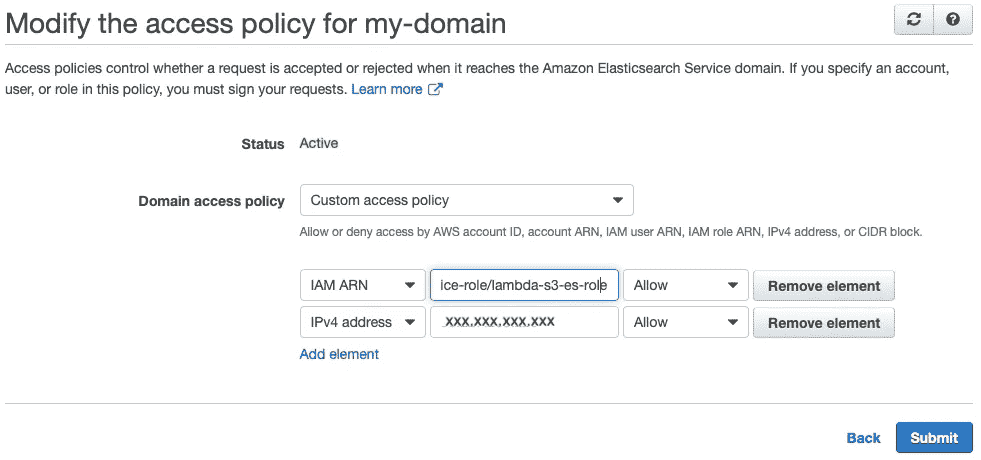 Modify the access policy for my-domain
Access policies control whether a request is accepted or rejected when it reaches the Amazon Elasticsearch Service domain. If you specify an account,
user, or role in this policy, you must sign your requests. Learn more
Status Active
Domain access policy Custom access policy
Allow or deny access by AWS account ID, account ARN, IAM user ARN, IAM role ARN, IPv4 address, or CIDR block.
IAM ARN ice-role/lambda-s3-es-role Allow Remove element
IPv4 address xxx.xxx.xxx.xxx Allow Remove element
Add element
Back Submit